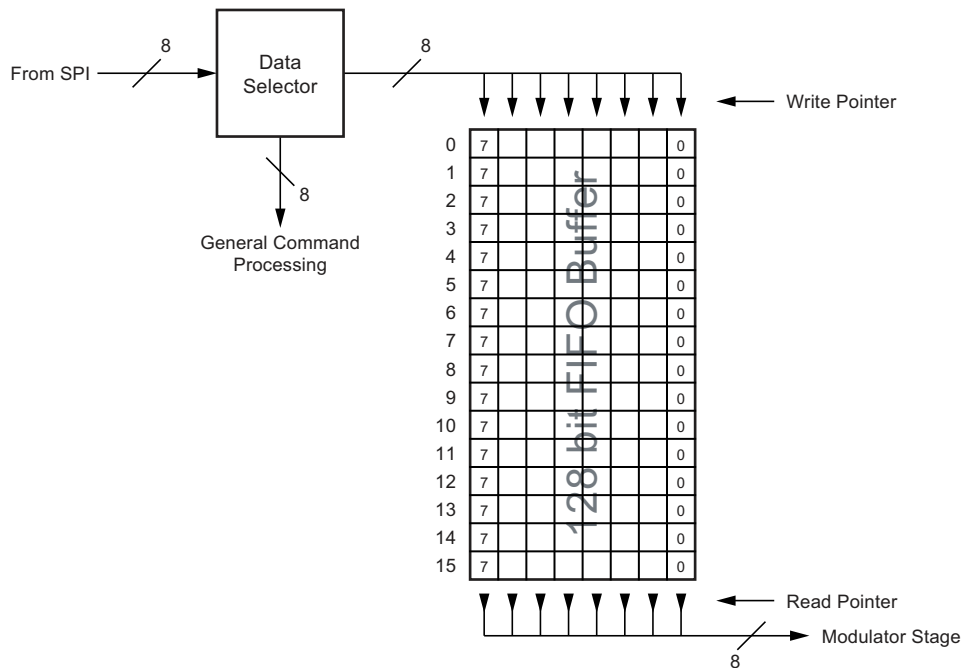 8
8
From SPI
Data
Selector
Write Pointer
8
General Command
Processing
0 7 0
1 7 0
2 7 0
3 7 0
4 7 0
5 7 0
6 7 0
7 7 0
8 7 0
9 7 0
10 7 0
11 7 0
12 7 0
13 7 0
14 7 0
15 7 0
128 bit FIFO Buffer
Read Pointer
Modulator Stage
8